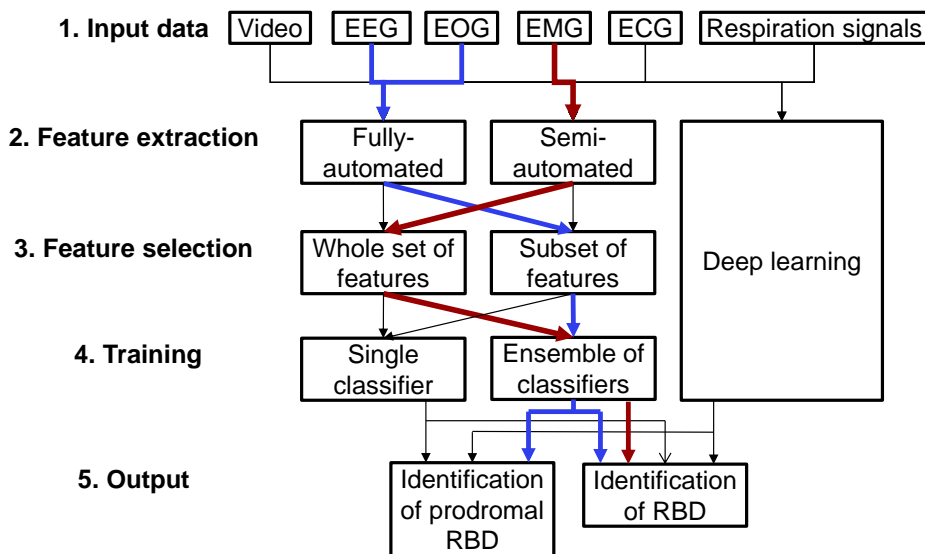 1. Input data
Video
EEG
EOG
EMG
ECG
Respiration signals
2. Feature extraction
Fully-
automated
Semi-
automated
3. Feature selection
Whole set of
features
Subset of
features
Deep learning
4. Training
Single
classifier
Ensemble of
classifiers
5. Output
Identification
of prodromal
RBD
Identification
of RBD